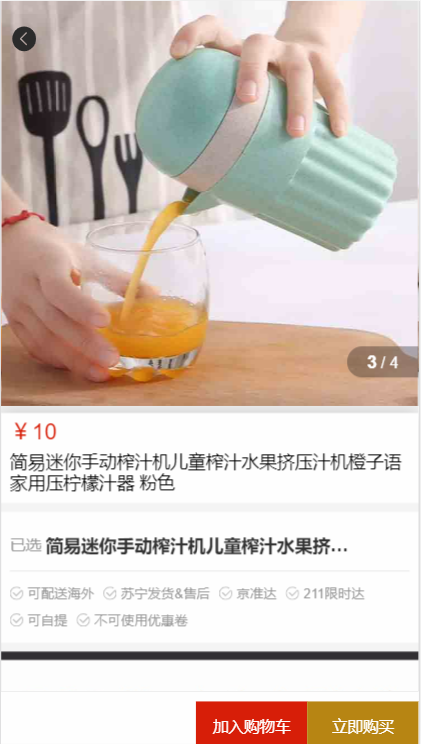 3 / 4
￥10
简易迷你手动榨汁机儿童榨汁水果挤压汁机橙子语
家用压柠檬汁器 粉色
已选 简易迷你手动榨汁机儿童榨汁水果挤...
可配送海外 苏宁发货&售后 京准达 211限时达
可自提 不可使用优惠卷
加入购物车 立即购买